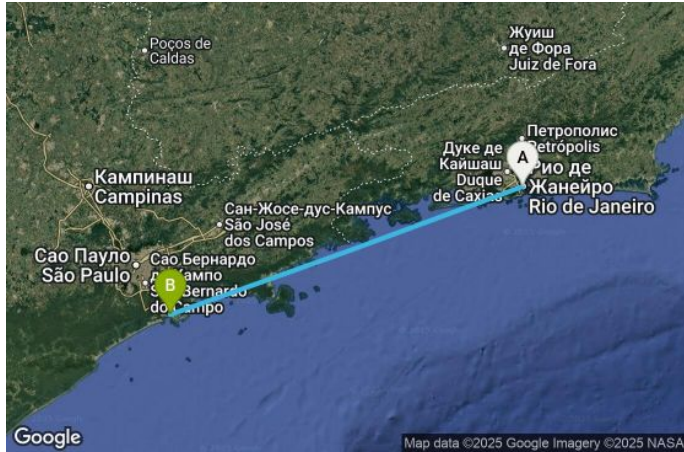 Poços de
Caldas
Жуиш
де Фора
Juiz de Fora
Петрополис
Petrópolis
Дуке де
Кайшаш
Duque
de Caxias
A
Рио де
Жанейро
Rio de Janeiro
Кампинаш
Campinas
Сан-Жосе-дус-Кампус
São José
dos Campos
Сао Пауло
São Paulo
Сао Бернардо
до Кампо
São Bernardo
do Campo
B
Google
Map data ©2025 Google Imagery ©2025 NASA